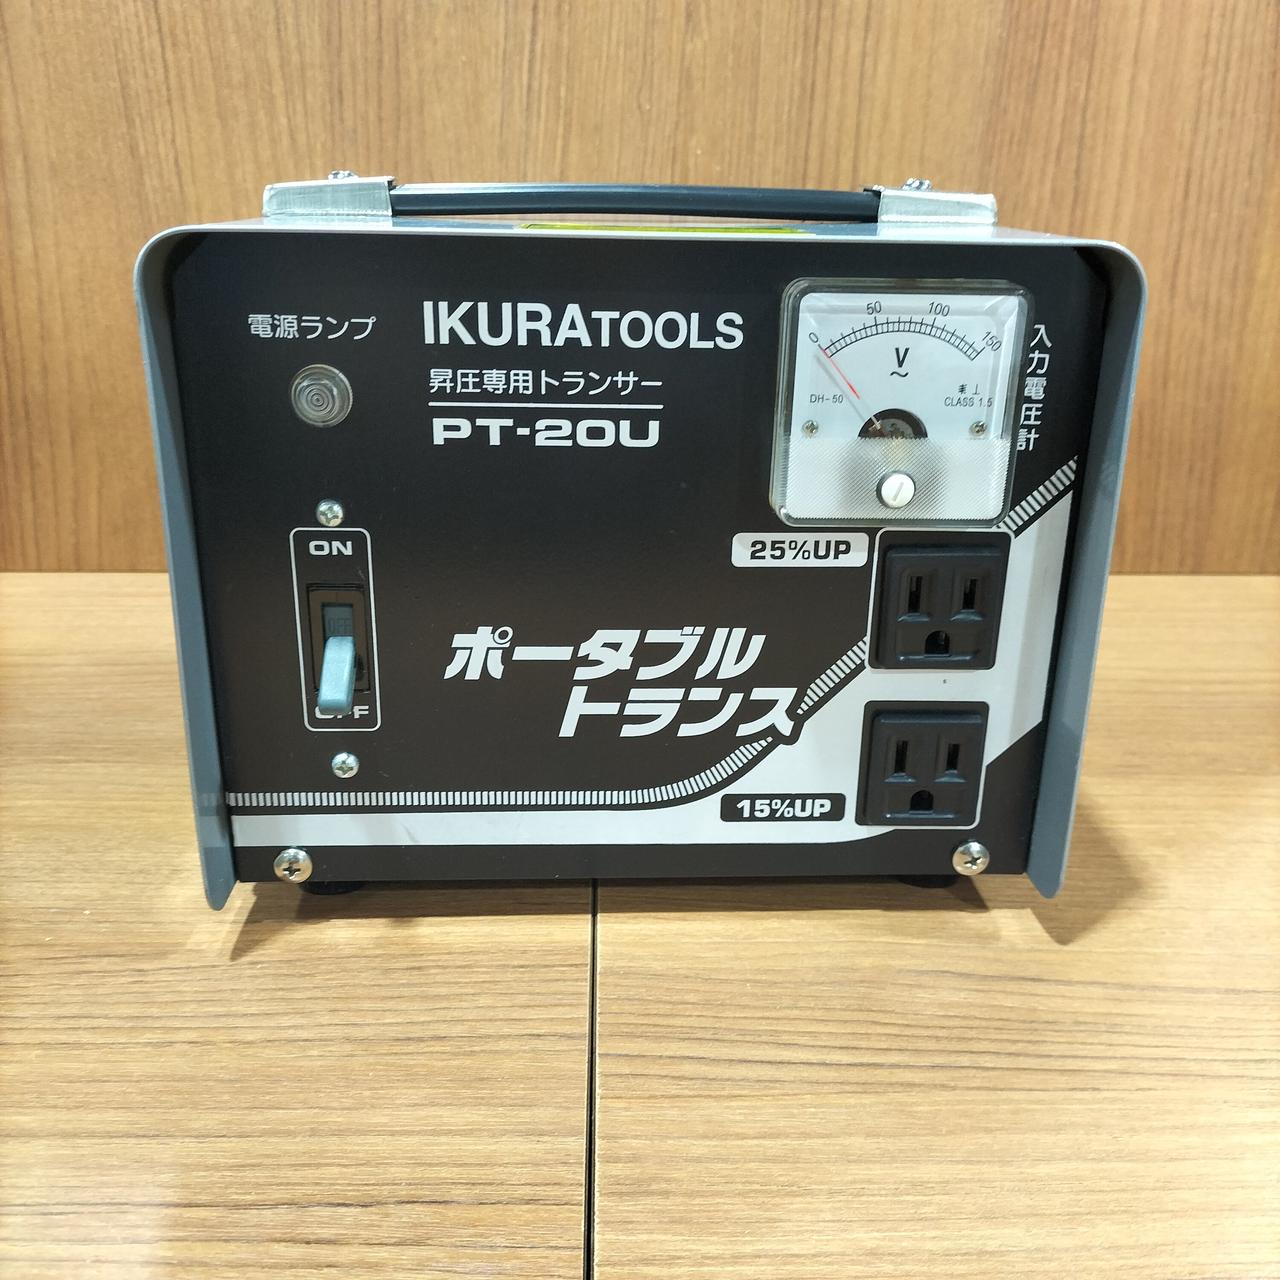 電源ランプ
IKURATOOLS
昇圧専用トランサー
PT-20U
0 50 100 150
V
~
DH-50
CLASS 1.5
入力電圧計
ON
OFF
OFF
25%UP
ポータブル
トランス
15%UP